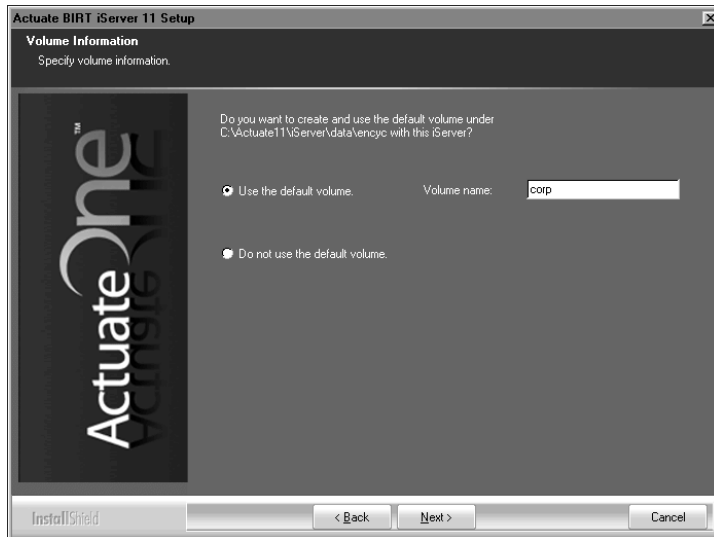 Actuate BIRT iServer 11 Setup
Volume Information
Specify volume information.
Do you want to create and use the default volume under
C:\Actuate11\iServer\data\encyc with this iServer?
Use the default volume.
Volume name:
corp
Do not use the default volume.
ActuateOne™
InstallShield
< Back
Next >
Cancel